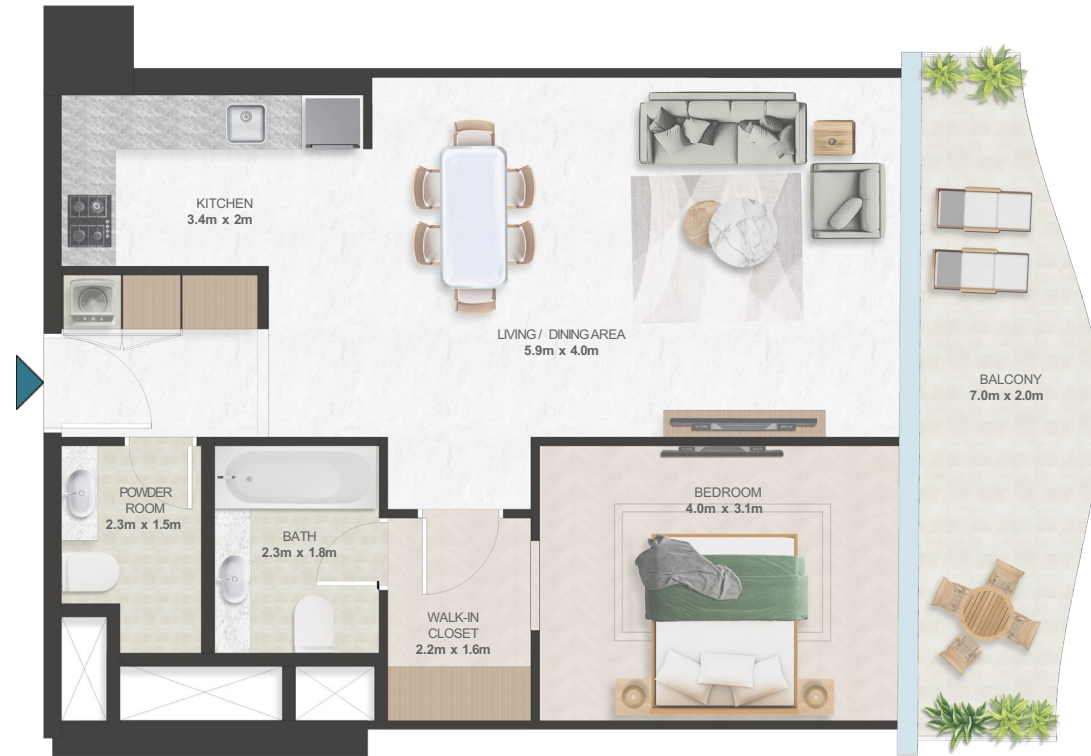 KITCHEN
3.4m x 2m
LIVING / DINING AREA
5.9m x 4.0m
BALCONY
7.0m x 2.0m
POWDER
ROOM
2.3m x 1.5m
BATH
2.3m x 1.8m
BEDROOM
4.0m x 3.1m
WALK-IN
CLOSET
2.2m x 1.6m